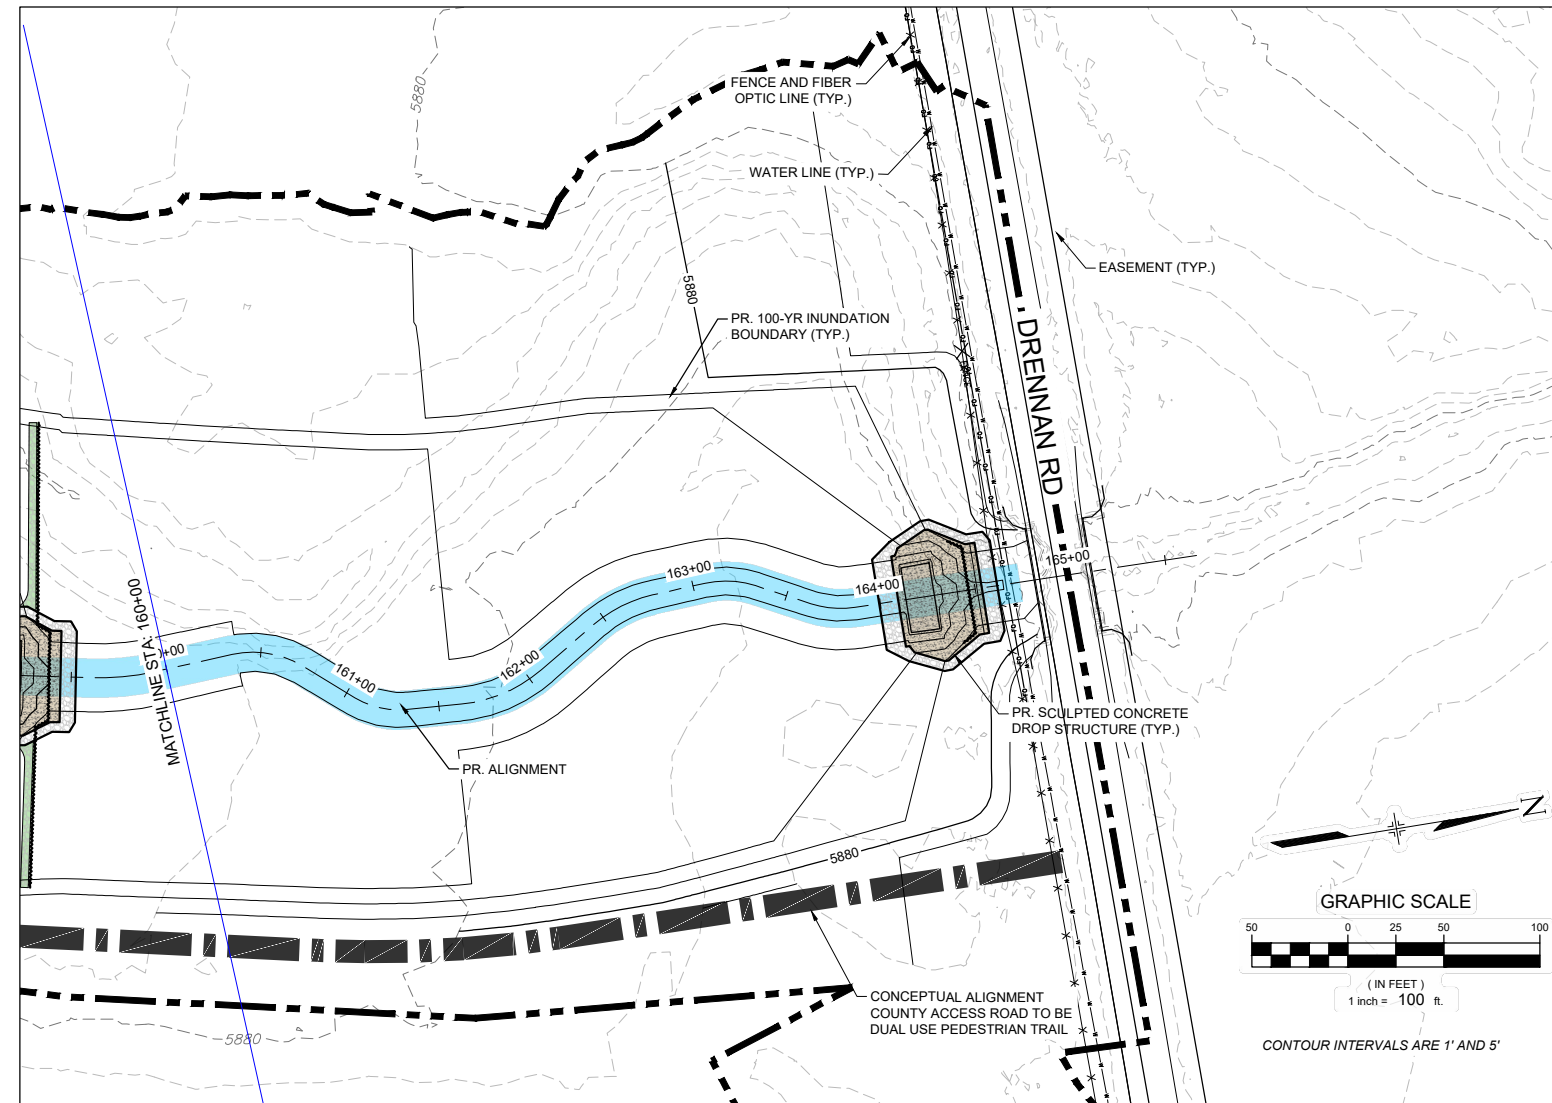 5880
FENCE AND FIBER
OPTIC LINE (TYP.)
WATER LINE (TYP.)
EASEMENT (TYP.)
5880
PR. 100-YR INUNDATION
BOUNDARY (TYP.)
DRENNAN RD
165+00
163+00
164+00
MATCHLINE STA: 160+00
+00
161+00
162+00
PR. SCULPTED CONCRETE
DROP STRUCTURE (TYP.)
PR. ALIGNMENT
N
5880
GRAPHIC SCALE
50 0 25 50 100
( IN FEET )
1 inch = 100 ft.
CONCEPTUAL ALIGNMENT
COUNTY ACCESS ROAD TO BE
DUAL USE PEDESTRIAN TRAIL
5880
CONTOUR INTERVALS ARE 1' AND 5'